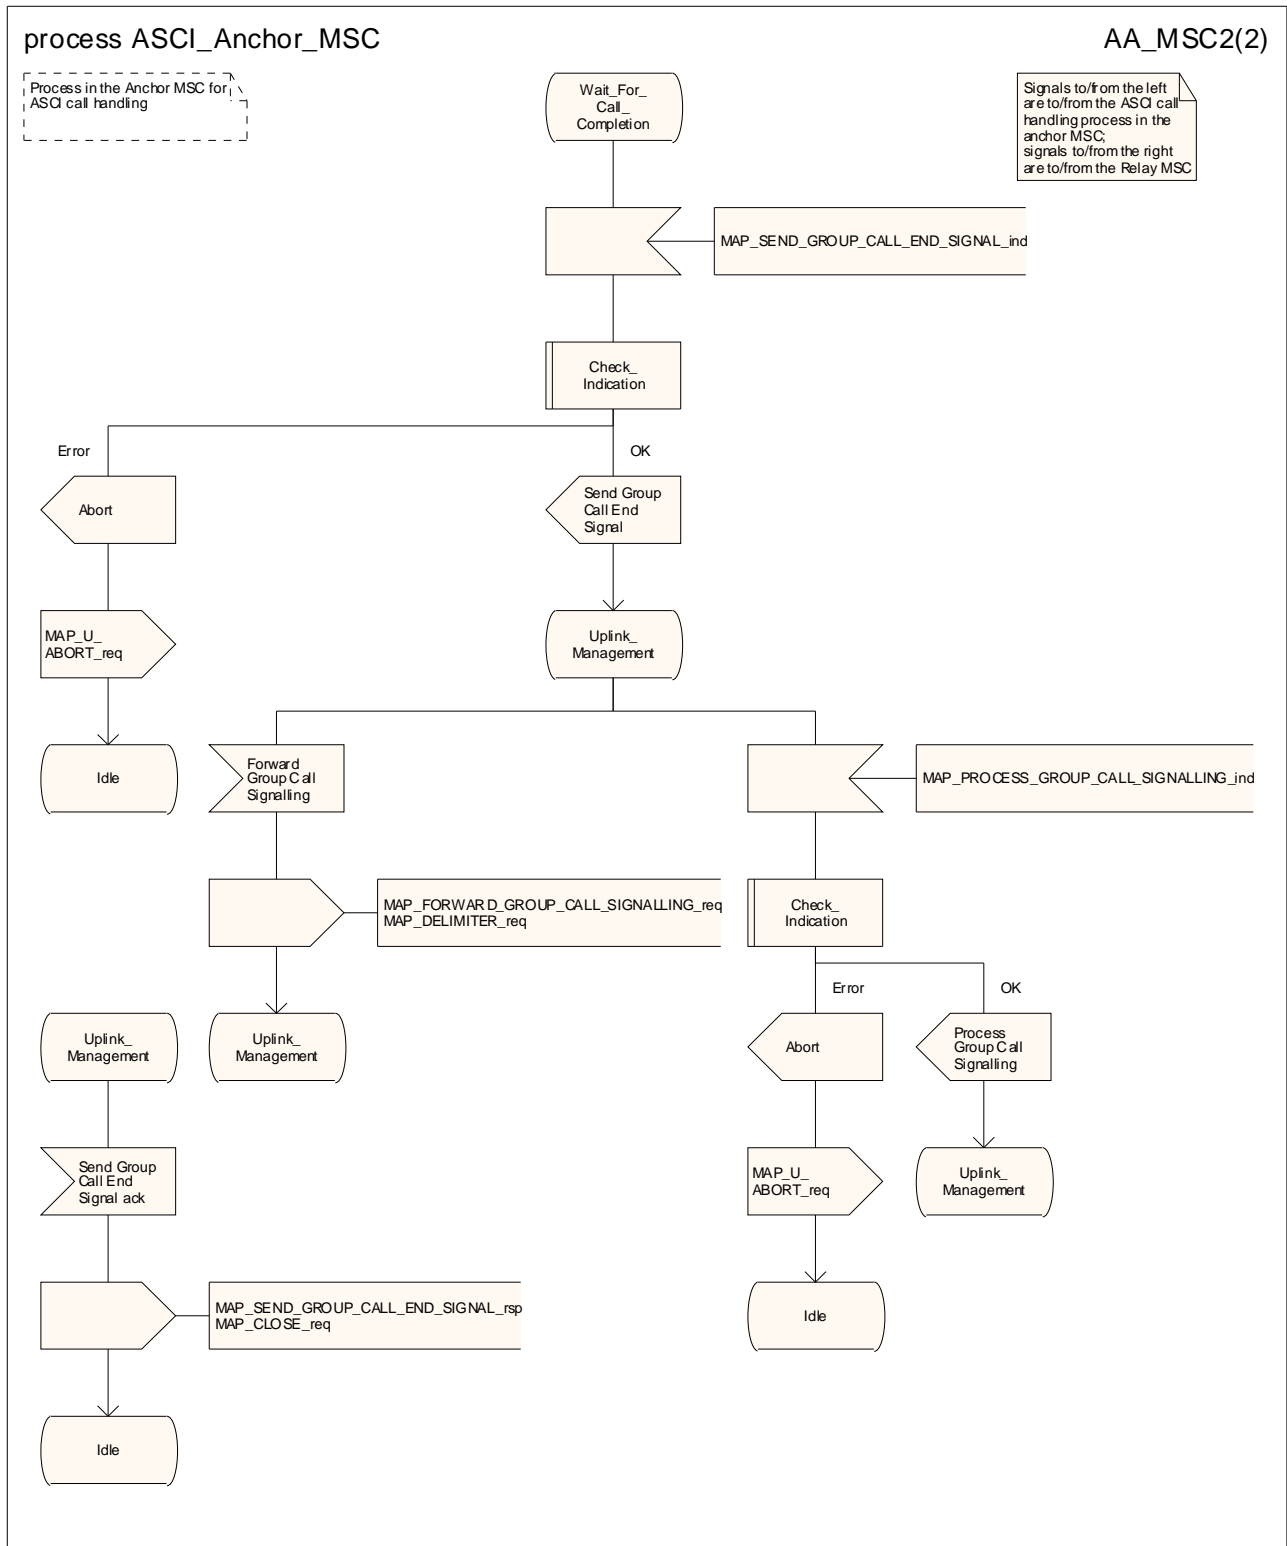 process ASCI_Anchor_MSC
AA_MSC2(2)
Process in the Anchor MSC for
ASCI call handling
Wait_For_
Call_
Completion
Signals to/from the left
are to/from the ASCI call
handling process in the
anchor MSC;
signals to/from the right
are to/from the Relay MSC
MAP_SEND_GROUP_CALL_END_SIGNAL_ind
Check_
Indication
Error
OK
Abort
Send Group
Call End
Signal
MAP_U_
ABORT_req
Uplink_
Management
Idle
Forward
Group Call
Signalling
MAP_PROCESS_GROUP_CALL_SIGNALLING_ind
MAP_FORWARD_GROUP_CALL_SIGNALLING_req
MAP_DELIMITER_req
Check_
Indication
Error
OK
Uplink_
Management
Uplink_
Management
Abort
Process
Group Call
Signalling
Send Group
Call End
Signal ack
MAP_U_
ABORT_req
Uplink_
Management
MAP_SEND_GROUP_CALL_END_SIGNAL_rsp
MAP_CLOSE_req
Idle
Idle